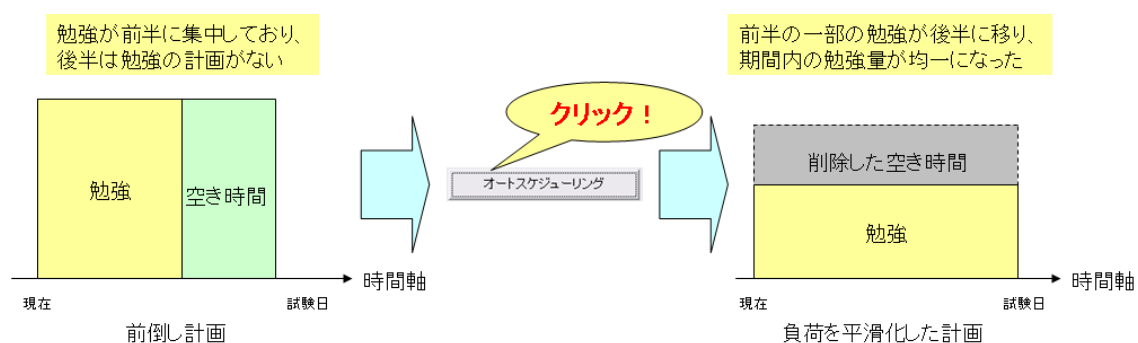 勉強が前半に集中しており、
後半は勉強の計画がない
勉強
空き時間
時間軸
現在
試験日
前倒し計画
クリック！
オートスケジューリング
前半の一部の勉強が後半に移り、
期間内の勉強量が均一になった
削除した空き時間
勉強
時間軸
現在
試験日
負荷を平滑化した計画